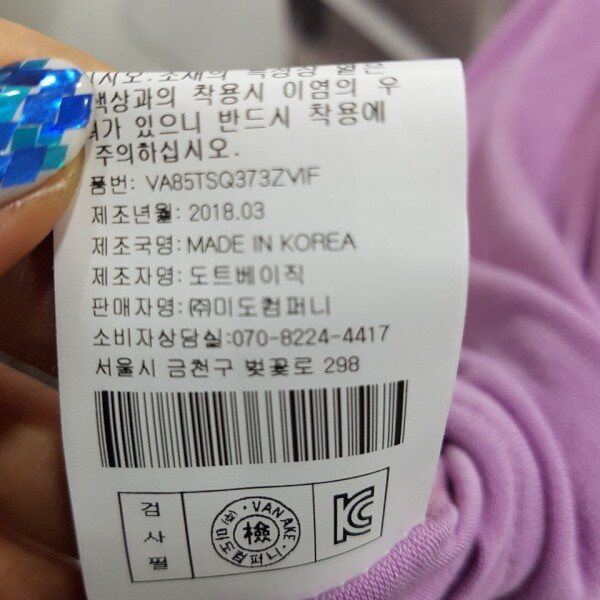 색상과의 착용시 이염의 우
가 있으니 반드시 착용에
주의하십시오.
품번: VA85TSQ373ZVIF
제조년월: 2018.03
제조국명: MADE IN KOREA
제조자명: 도트베이직
판매자명: (주)미도컴퍼니
소비자상담실:070-8224-4417
서울시 금천구 벚꽃로 298
검사필
VAN AKE
(주)미도컴퍼니
檢
KC